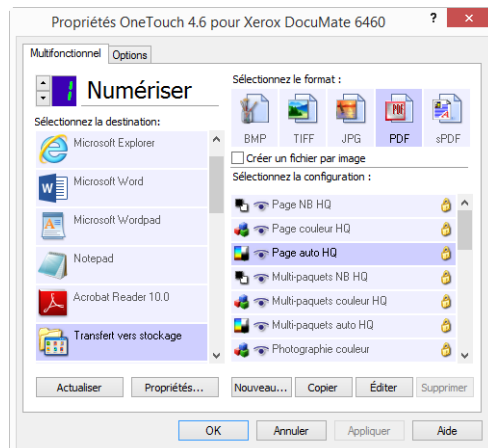 Propriétés OneTouch 4.6 pour Xerox DocuMate 6460
?
×
Multifonctionnel
Options
1
Numériser
Sélectionnez la destination:
Microsoft Explorer
Microsoft Word
Microsoft Wordpad
Notepad
Acrobat Reader 10.0
Transfert vers stockage
Actualiser
Propriétés...
Sélectionnez le format :
BMP
TIFF
JPG
PDF
sPDF
Créer un fichier par image
Sélectionnez la configuration :
Page NB HQ
Page couleur HQ
Page auto HQ
Multi-paquets NB HQ
Multi-paquets couleur HQ
Multi-paquets auto HQ
Photographie couleur
Nouveau...
Copier
Éditer
Supprimer
OK
Annuler
Appliquer
Aide